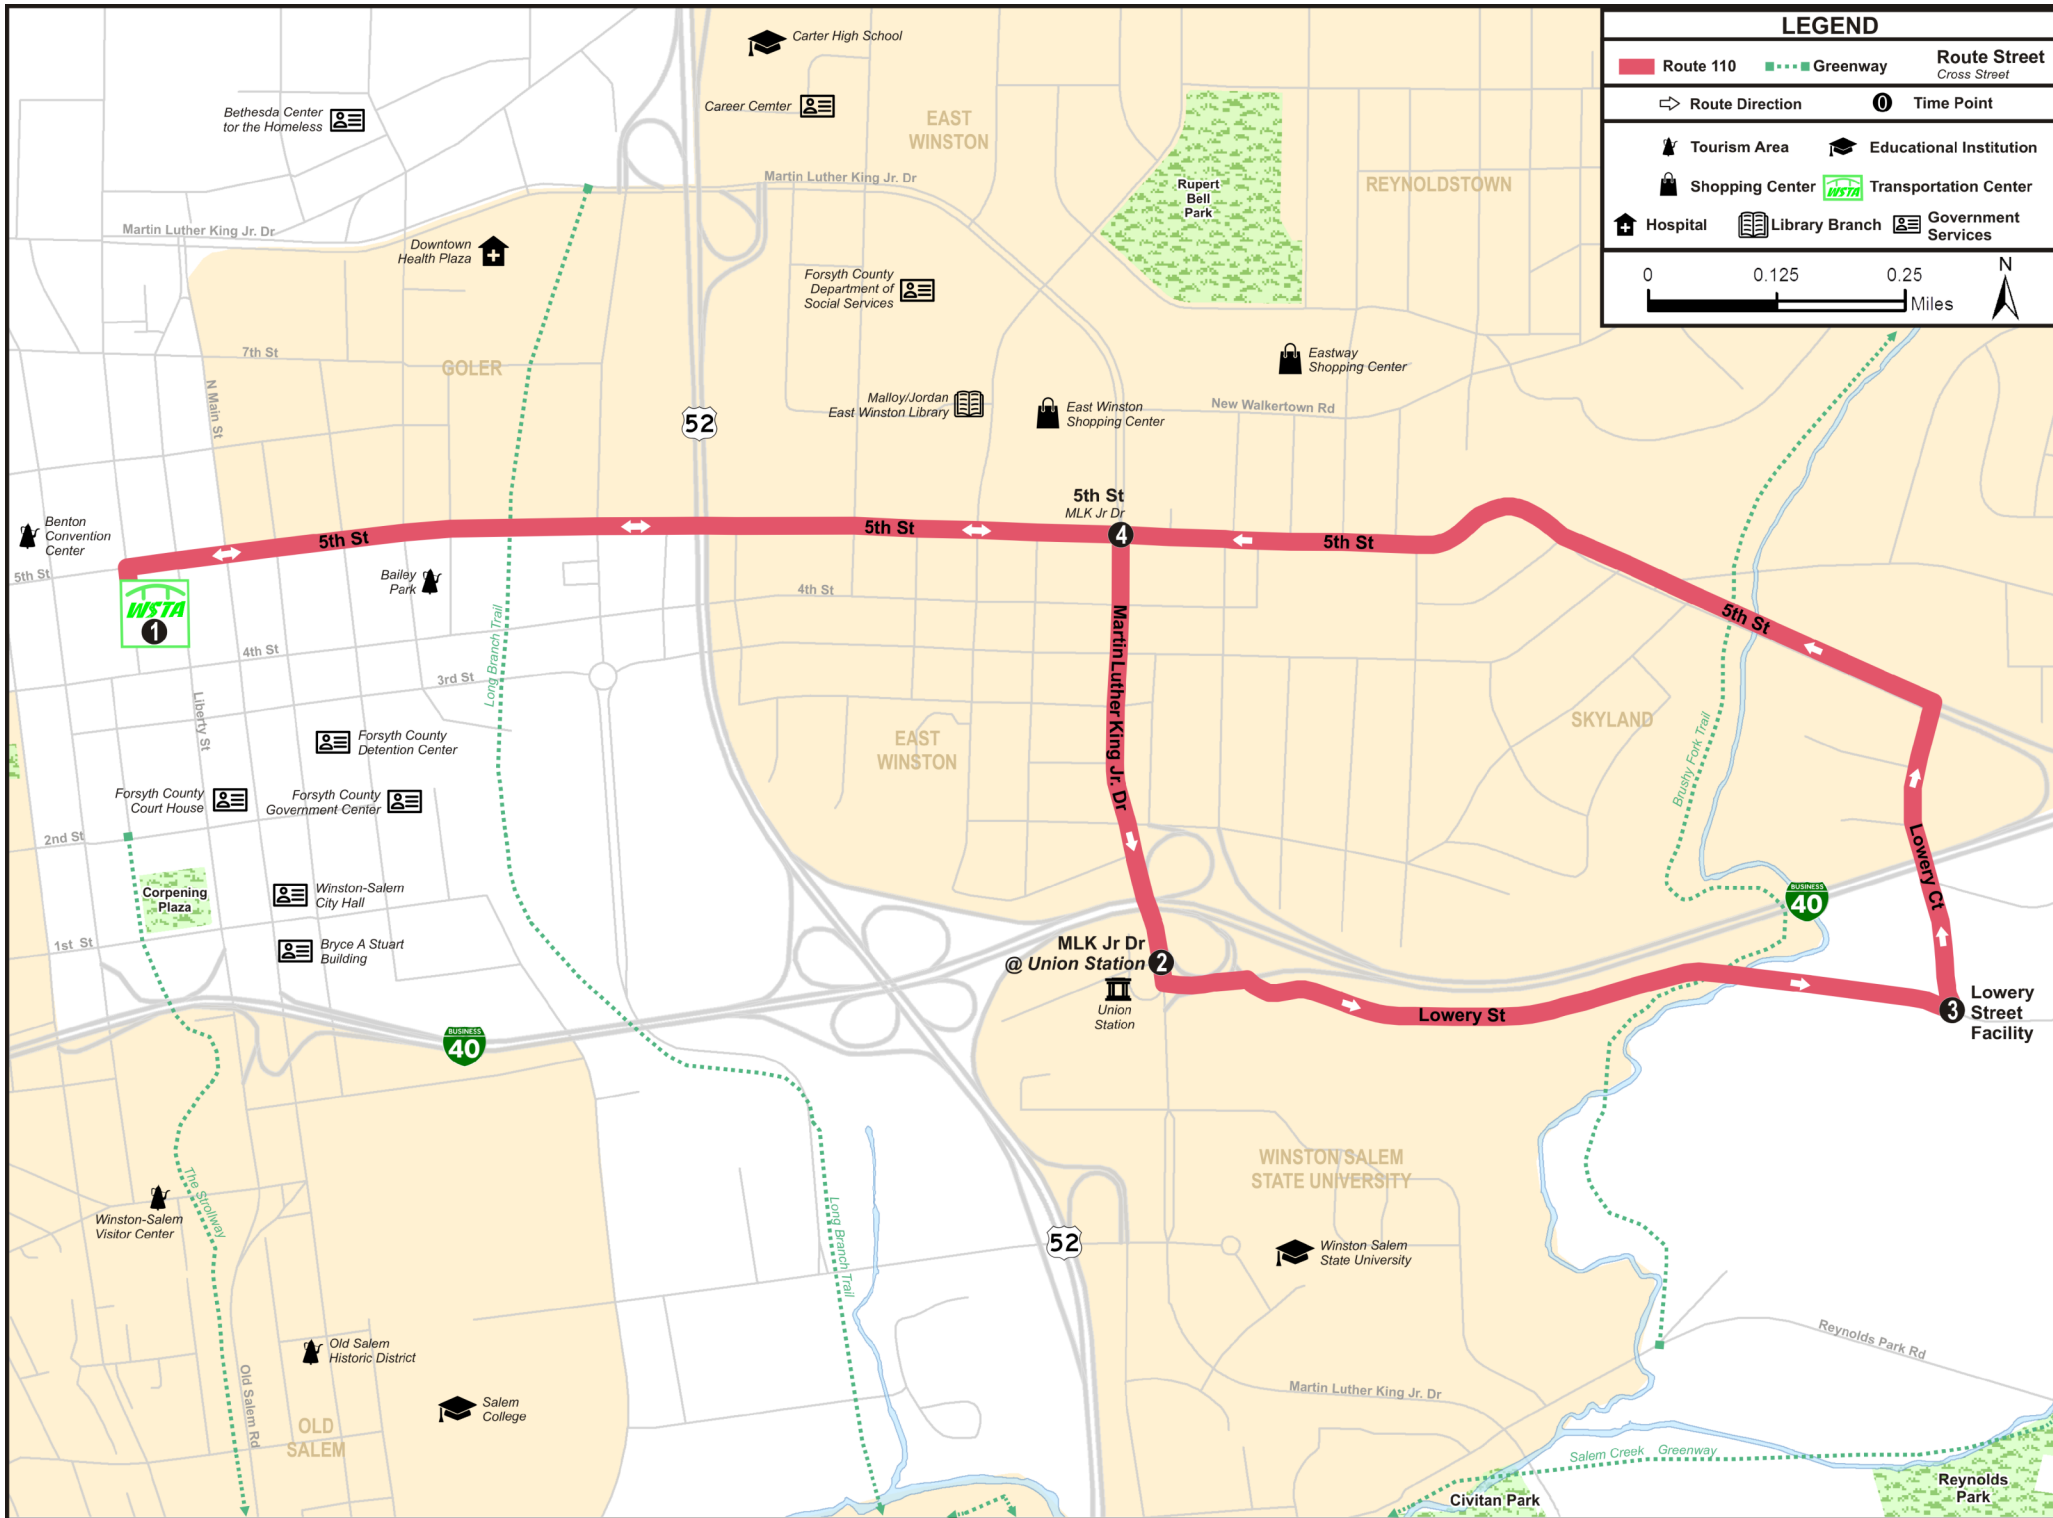 LEGEND
Route 110
Greenway
Route Street
Cross Street
Route Direction
0
Time Point
Tourism Area
Educational Institution
Shopping Center
WSTA
Transportation Center
Hospital
Library Branch
Government
Services
0
0.125
0.25
Miles
N
Carter High School
Career Cemter
EAST
WINSTON
Bethesda Center
tor the Homeless
Martin Luther King Jr. Dr
Rupert
Bell
Park
REYNOLDSTOWN
Martin Luther King Jr. Dr
Downtown
Health Plaza
Forsyth County
Department of
Social Services
7th St
GOLER
N Main St
52
Malloy/Jordan
East Winston Library
East Winston
Shopping Center
Eastway
Shopping Center
New Walkertown Rd
5th St
MLK Jr Dr
4
Benton
Convention
Center
5th St
5th St
5th St
5th St
5th St
WSTA
1
Bailey
Park
4th St
4th St
3rd St
Long Branch Trail
Martin Luther King Jr. Dr
Liberty St
SKYLAND
Brushy Fork Trail
EAST
WINSTON
Forsyth County
Detention Center
Forsyth County
Court House
Forsyth County
Government Center
2nd St
Corpening
Plaza
Winston-Salem
City Hall
1st St
Bryce A Stuart
Building
BUSINESS
40
BUSINESS
40
Lowery Ct
MLK Jr Dr
@ Union Station
2
Union
Station
Lowery St
3
Lowery
Street
Facility
The Strollway
Winston-Salem
Visitor Center
Long Branch Trail
52
WINSTON SALEM
STATE UNIVERSITY
Winston Salem
State University
Old Salem
Historic District
Old Salem Rd
Salem
College
OLD
SALEM
Martin Luther King Jr. Dr
Reynolds Park Rd
Salem Creek Greenway
Civitan Park
Reynolds
Park